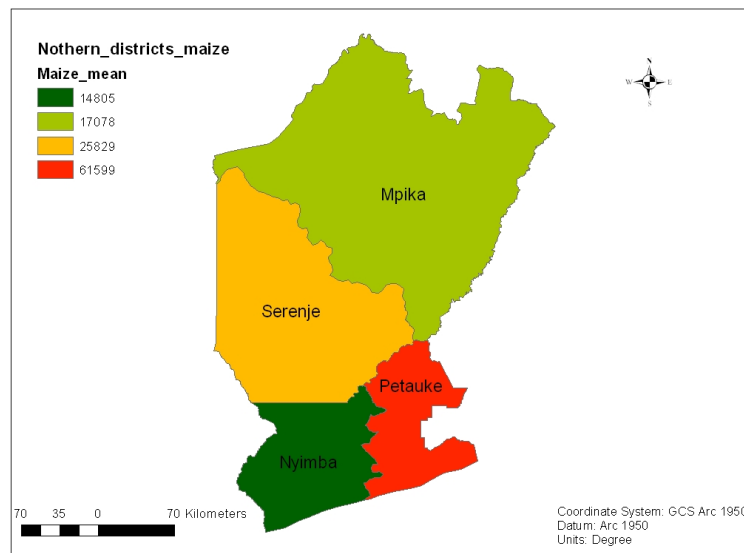 Nothern_districts_maize
Maize_mean
14805
17078
25829
61599
N
W E
S
Mpika
Serenje
Petauke
Nyimba
70 35 0 70 Kilometers
Coordinate System: GCS Arc 1950
Datum: Arc 1950
Units: Degree